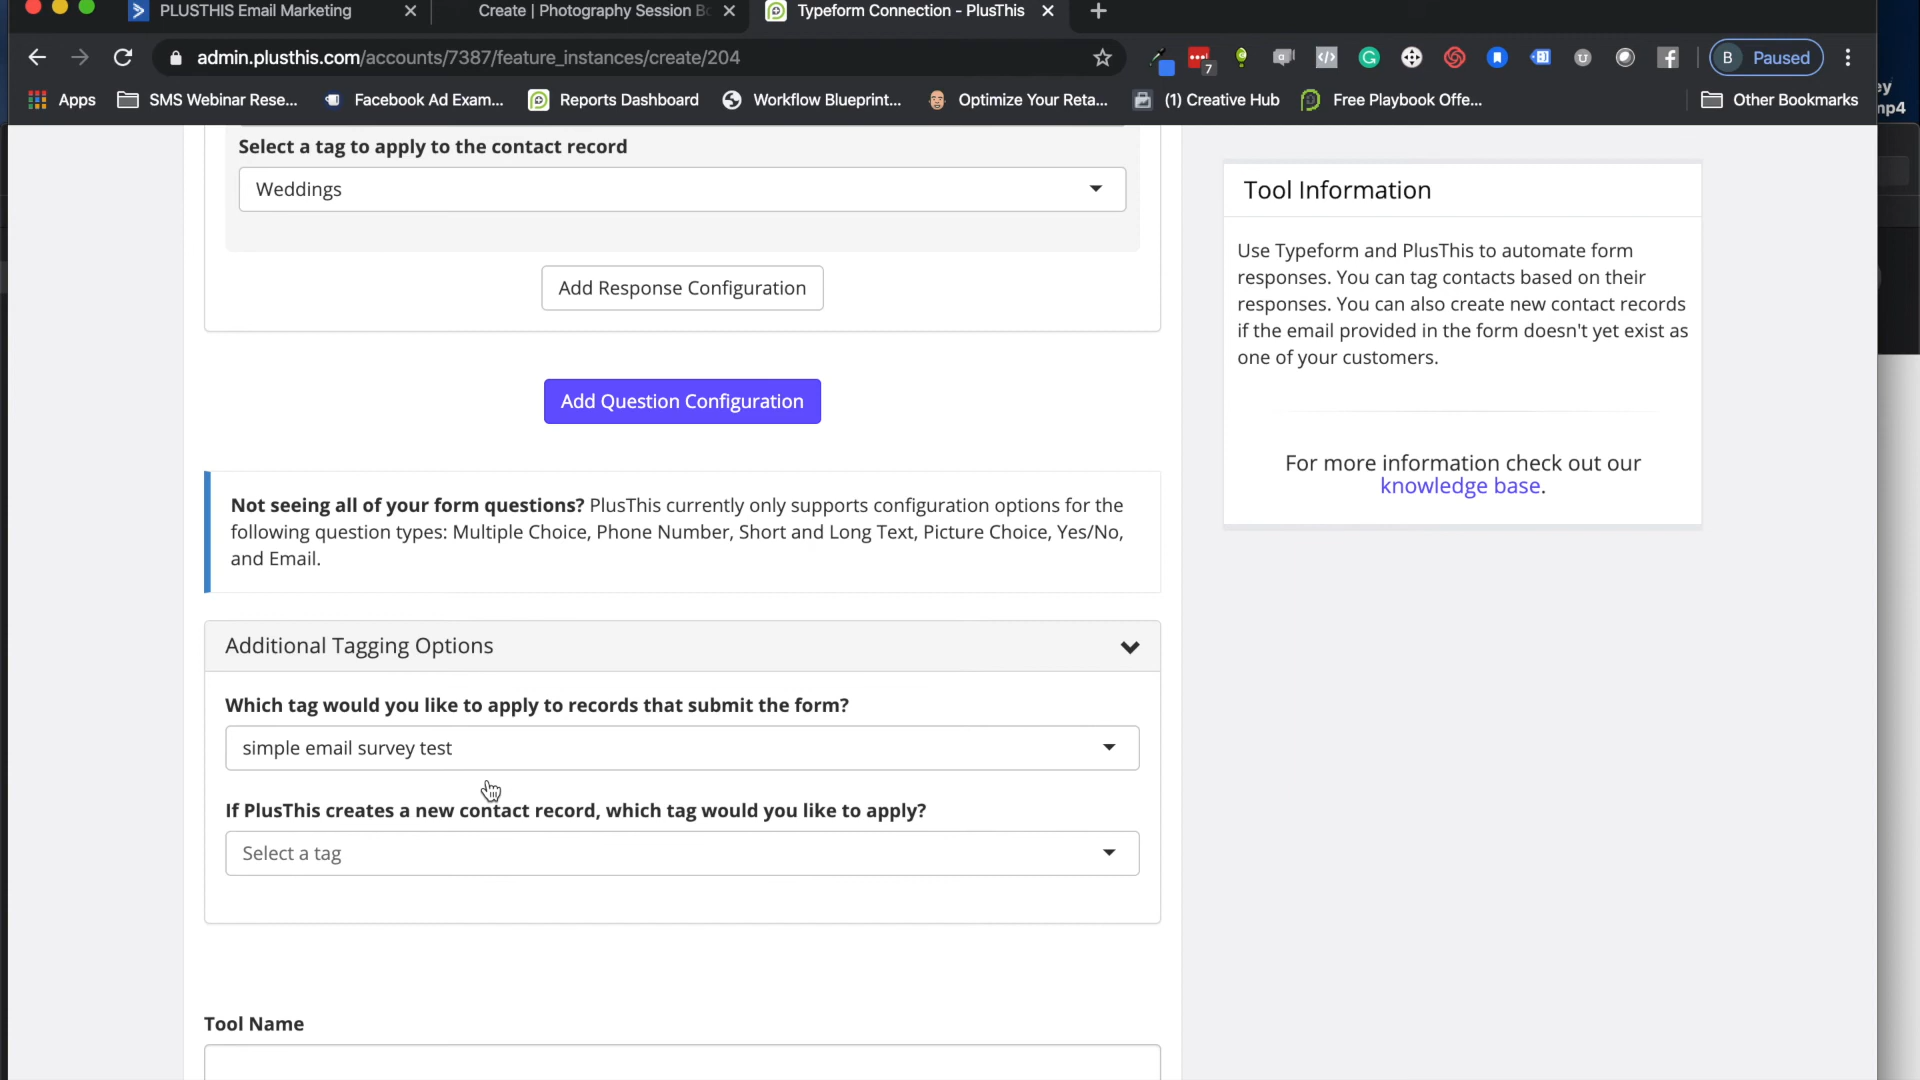 PLUSTHIS Email Marketing
Create | Photography Session Bo
Typeform Connection - PlusThis
admin.plusthis.com/accounts/7387/feature_instances/create/204
7
B Paused
Apps
SMS Webinar Rese...
Facebook Ad Exam...
Reports Dashboard
Workflow Blueprint...
Optimize Your Reta...
(1) Creative Hub
Free Playbook Offe...
Other Bookmarks
ey
mp4
Select a tag to apply to the contact record
Weddings
Add Response Configuration
Add Question Configuration
Not seeing all of your form questions? PlusThis currently only supports configuration options for the
following question types: Multiple Choice, Phone Number, Short and Long Text, Picture Choice, Yes/No,
and Email.
Additional Tagging Options
Which tag would you like to apply to records that submit the form?
simple email survey test
If PlusThis creates a new contact record, which tag would you like to apply?
Select a tag
Tool Name
Tool Information
Use Typeform and PlusThis to automate form
responses. You can tag contacts based on their
responses. You can also create new contact records
if the email provided in the form doesn't yet exist as
one of your customers.
For more information check out our
knowledge base.